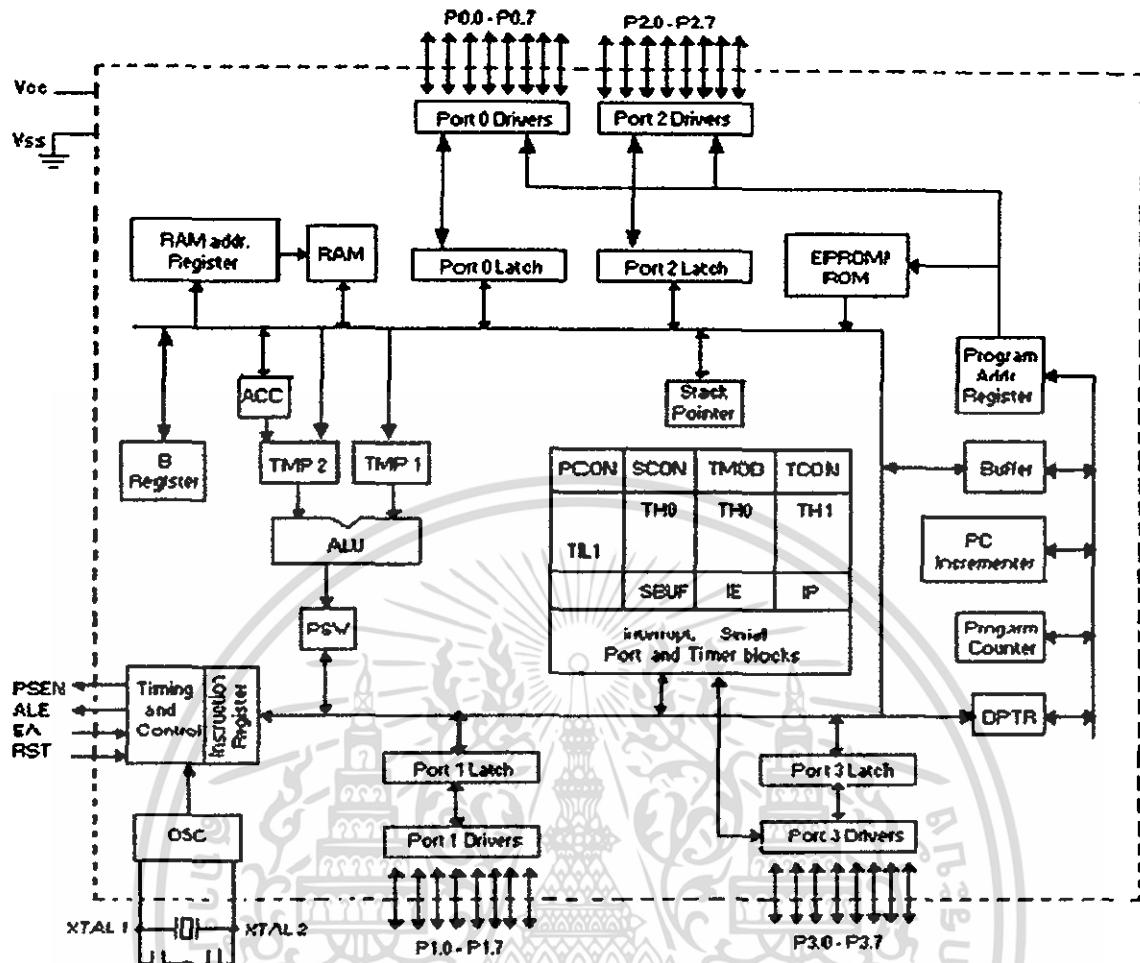 P0.0 - P0.7
P2.0 - P2.7
Vcc
Vss
Port 0 Drivers
Port 2 Drivers
RAM addr.
Register
RAM
Port 0 Latch
Port 2 Latch
EPROM/
ROM
Program
Addr
Register
ACC
Stack
Pointer
B
Register
TMP 2
TMP 1
Buffer
PCON SCON TMOD TCON
TH0 TH0 TH1
TIL1
SBUF IE IP
Interrupt, Serial
Port and Timer blocks
ALU
PC
Incrementer
PSW
Progarm
Counter
PSEN
ALE
EA
RST
Timing
and
Control
Instruction
Register
DPTR
Port 1 Latch
Port 3 Latch
OSC
Port 1 Drivers
Port 3 Drivers
XTAL 1
XTAL 2
P1.0 - P1.7
P3.0 - P3.7